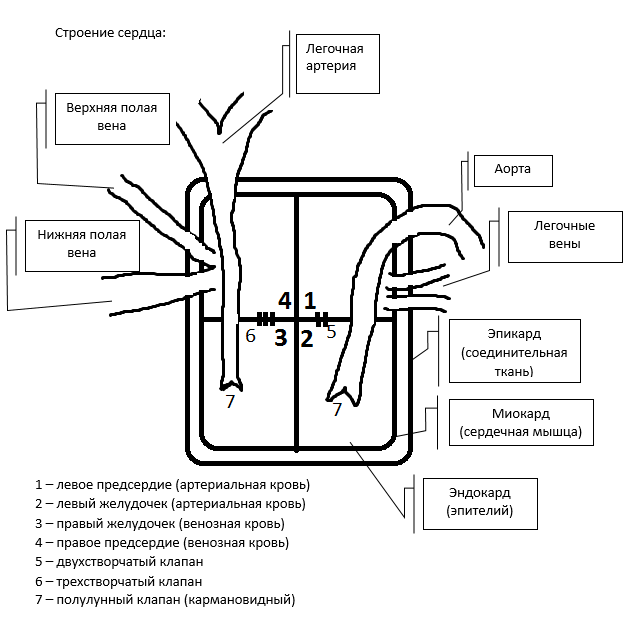 Строение сердца:
Легочная
артерия
Верхняя полая
вена
Аорта
Нижняя полая
вена
Легочные
вены
4 1
6 3 2 5
Эпикард
(соединительная
ткань)
7 7
Миокард
(сердечная мышца)
Эндокард
(эпителий)
1 – левое предсердие (артериальная кровь)
2 – левый желудочек (артериальная кровь)
3 – правый желудочек (венозная кровь)
4 – правое предсердие (венозная кровь)
5 – двухстворчатый клапан
6 – трехстворчатый клапан
7 – полулунный клапан (кармановидный)